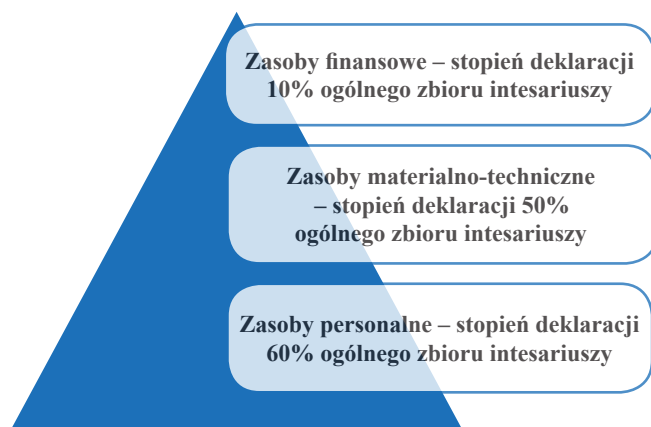 Zasoby finansowe – stopień deklaracji
10% ogólnego zbioru intesariuszy
Zasoby materialno-techniczne
– stopień deklaracji 50%
ogólnego zbioru intesariuszy
Zasoby personalne – stopień deklaracji
60% ogólnego zbioru intesariuszy